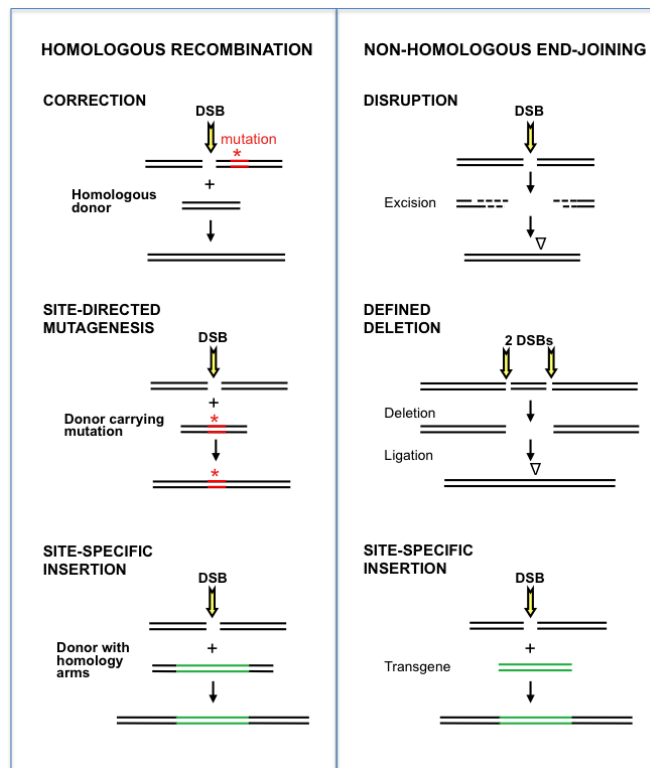 HOMOLOGOUS RECOMBINATION
CORRECTION
DSB
mutation
*
+
Homologous
donor
SITE-DIRECTED
MUTAGENESIS
DSB
+
Donor carrying
mutation
*
*
SITE-SPECIFIC
INSERTION
DSB
+
Donor with
homology
arms
NON-HOMOLOGOUS END-JOINING
DISRUPTION
DSB
Excision
∇
DEFINED
DELETION
2 DSBs
Deletion
Ligation
∇
SITE-SPECIFIC
INSERTION
DSB
+
Transgene